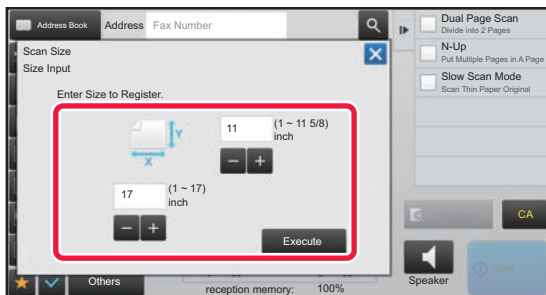 Address Book
Address
Fax Number
Scan Size
Size Input
Enter Size to Register.
Y
X
11
(1 ~ 11 5/8)
inch
17
(1 ~ 17)
inch
Execute
Others
reception memory: 100%
Dual Page Scan
Divide into 2 Pages
N-Up
Put Multiple Pages in A Page
Slow Scan Mode
Scan Thin Paper Original
CA
Speaker
Start